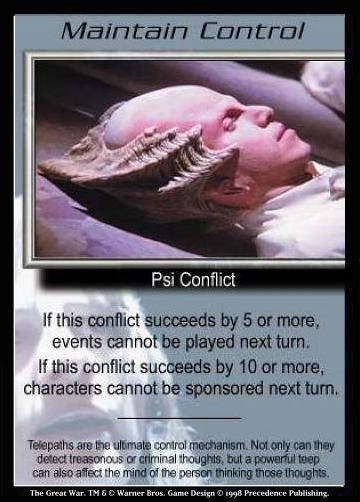 Maintain Control
Psi Conflict
If this conflict succeeds by 5 or more,
events cannot be played next turn.
If this conflict succeeds by 10 or more,
characters cannot be sponsored next turn.
Telepaths are the ultimate control mechanism. Not only can they
detect treasonous or criminal thoughts, but a powerful teep
can also affect the mind of the person thinking those thoughts.
The Great War. TM & © Warner Bros. Game Design © 1998 Precedence Publishing.